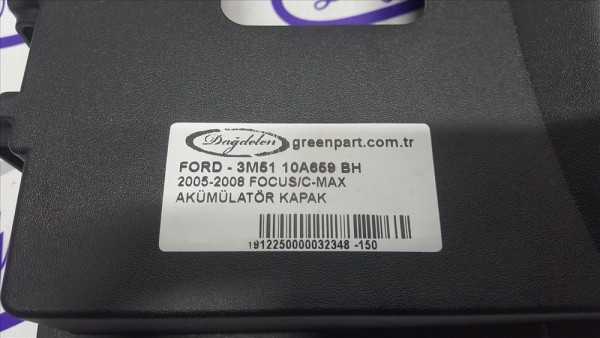 Dağdelen greenpart.com.tr
FORD - 3M51 10A659 BH
2005-2008 FOCUS/C-MAX
AKÜMÜLATÖR KAPAK
1912250000032348 -150